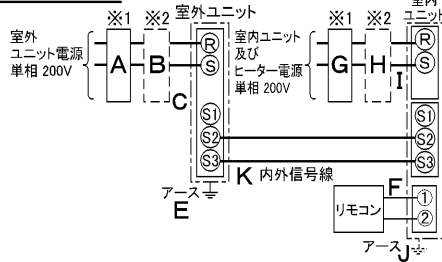 ※1
※2
室外ユニット
室外
ユニット電源
単相 200V
A
B
C
R
S
S1
S2
S3
アース
E
K 内外信号線
※1
※2
室内
ユニット
室内ユニット
及び
ヒーター電源
単相 200V
G
H
I
R
S
S1
S2
S3
F
リモコン
①
②
アース
J